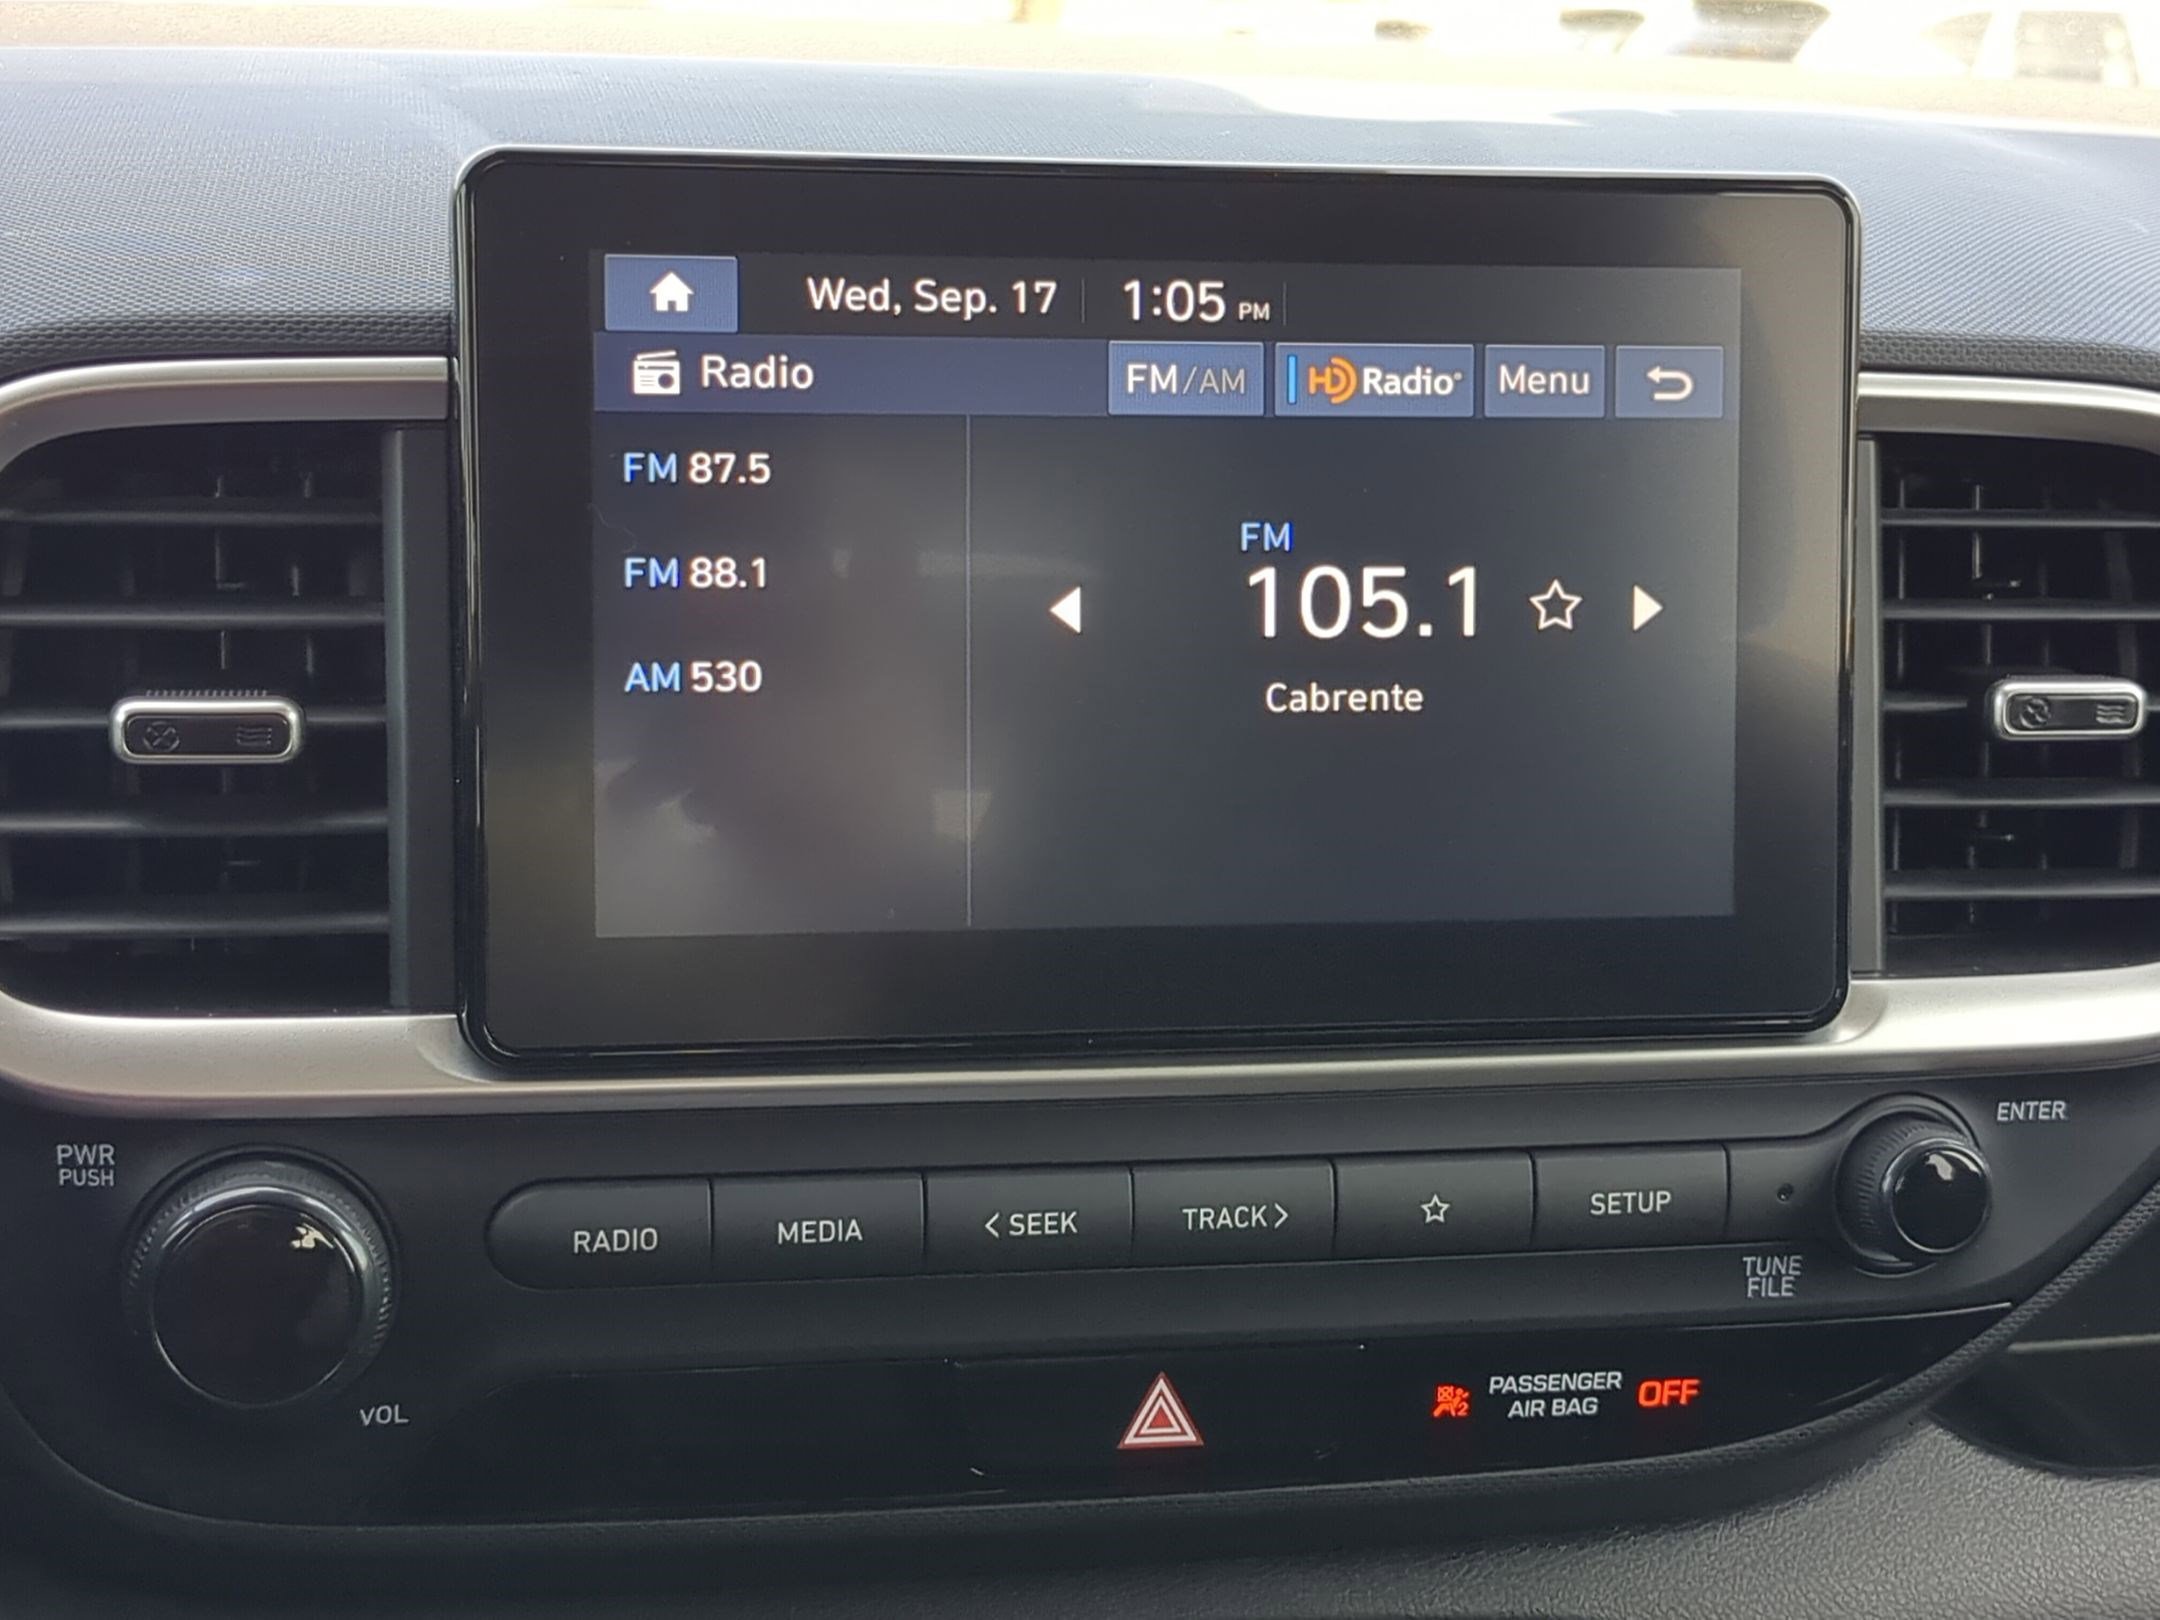 Wed, Sep. 17 1:05 PM
Radio FM/AM HD Radio® Menu
FM 87.5
FM 88.1
AM 530
FM
105.1
Cabrente
PWR
PUSH
VOL
RADIO
MEDIA
< SEEK
TRACK >
SETUP
ENTER
TUNE
FILE
PASSENGER
AIR BAG
OFF
2